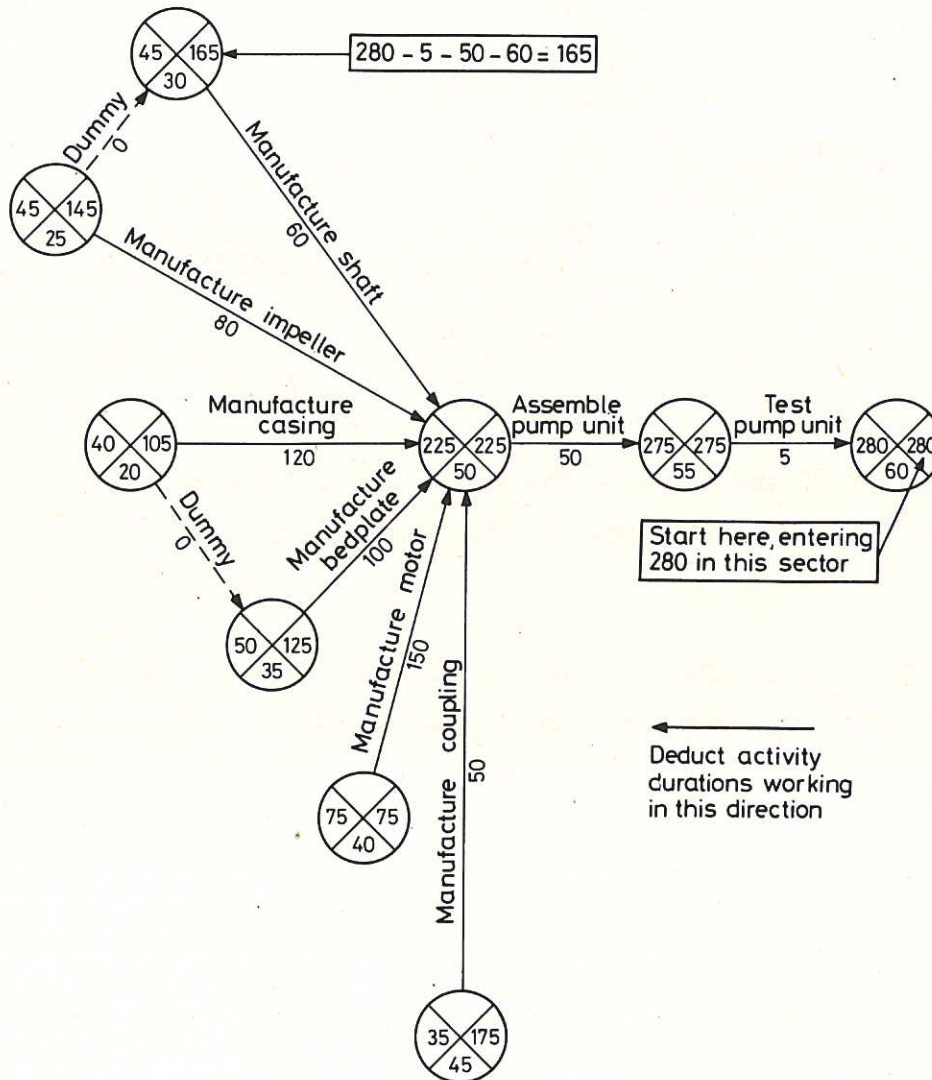 45 165
30
280 – 5 – 50 – 60 = 165
Dummy
0
45 145
25
Manufacture shaft
60
Manufacture impeller
80
40 105
20
Manufacture
casing
120
225 225
50
Assemble
pump unit
50
275 275
55
Test
pump unit
5
280 280
60
Start here, entering
280 in this sector
Dummy
0
Manufacture
bedplate
100
50 125
35
Manufacture motor
150
75 75
40
Manufacture coupling
50
35 175
45
Deduct activity
durations working
in this direction